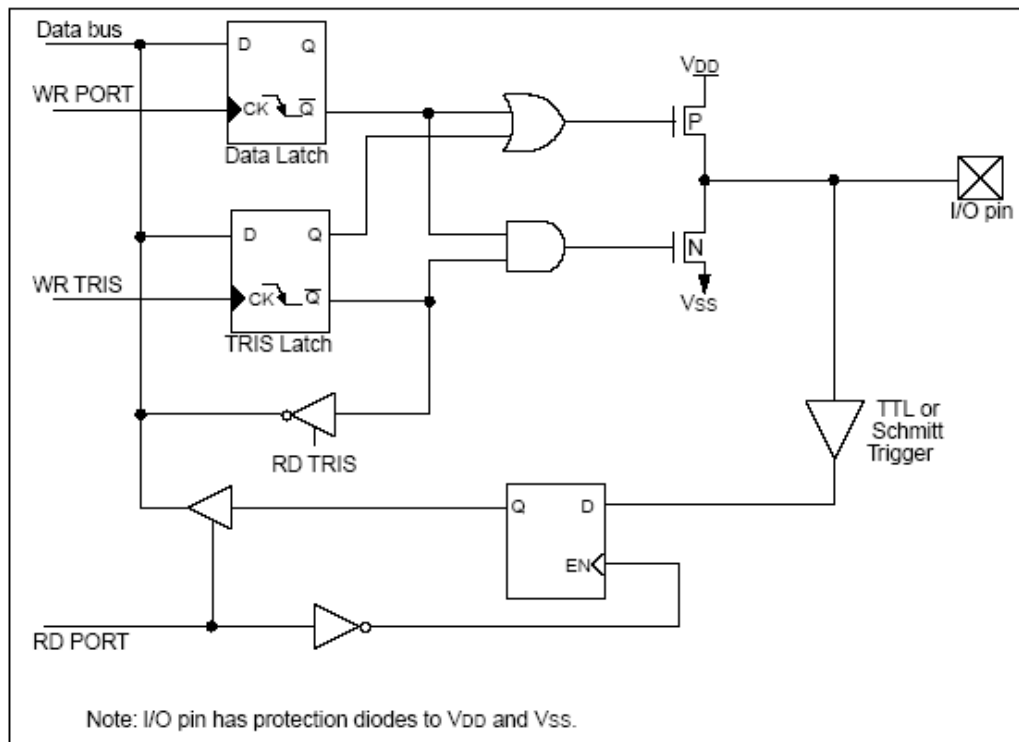 Data bus
D Q
VDD
WR PORT
CK Q
P
Data Latch
I/O pin
D Q
N
WR TRIS
CK Q
VSS
TRIS Latch
TTL or
Schmitt
Trigger
RD TRIS
Q D
EN
RD PORT
Note: I/O pin has protection diodes to VDD and VSS.